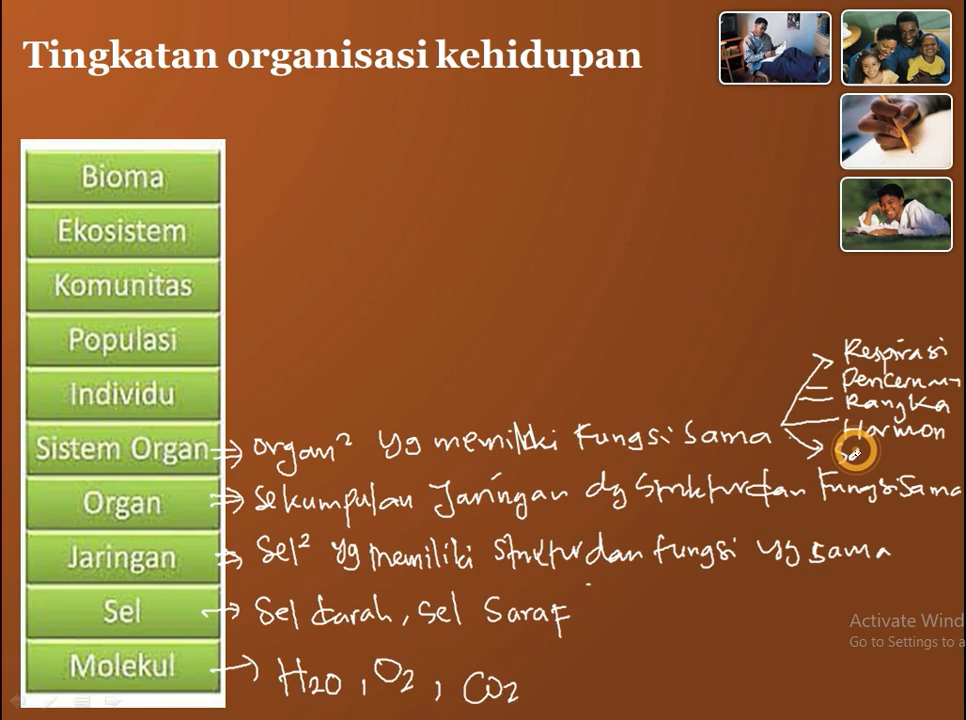 Tingkatan organisasi kehidupan
Bioma
Ekosistem
Komunitas
Populasi
Individu
Respirasi
Pencernaan
Rangka
Hormon
Sistem Organ organ² yg memiliki Fungsi Sama
Organ Sekumpulan Jaringan dg Struktur dan Fungsi Sama
Jaringan Sel² yg memiliki struktur dan fungsi yg sama
Sel Sel darah, sel Saraf
Molekul H2O, O2, CO2
Activate Wind
Go to Settings to a